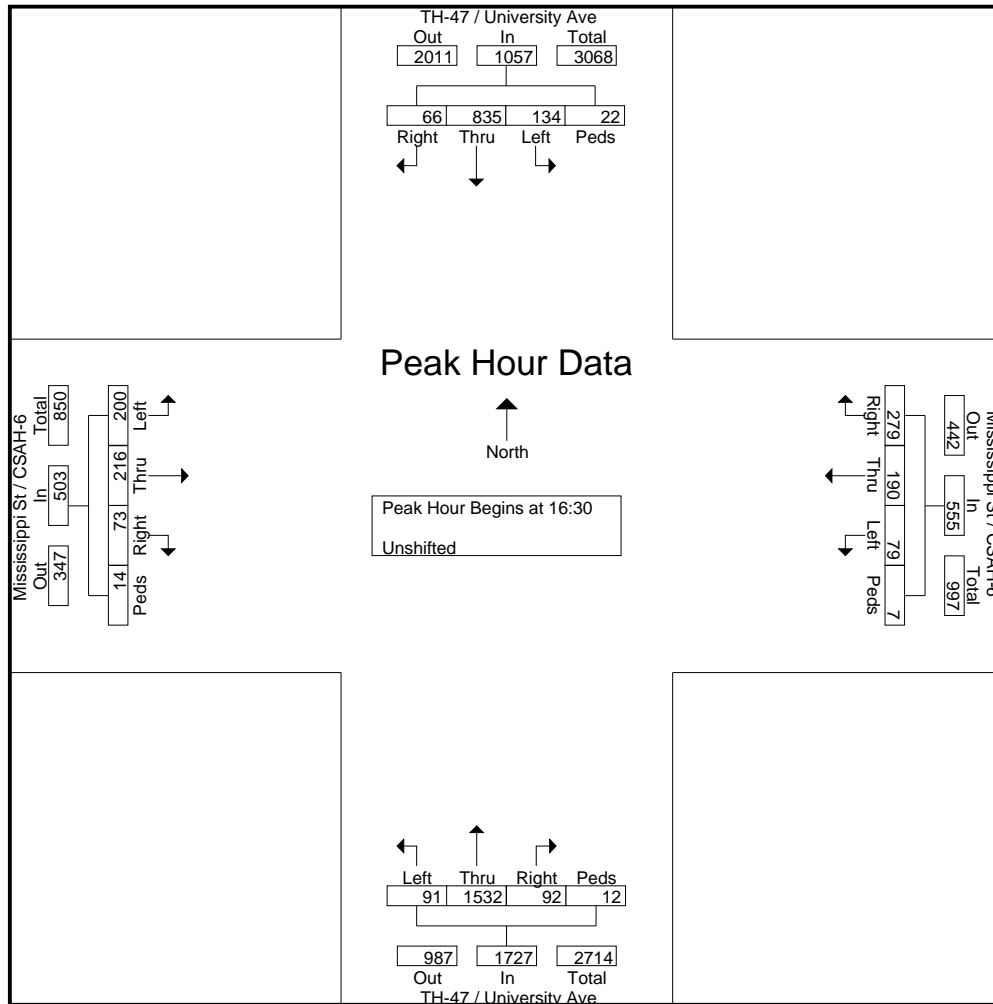 TH-47 / University Ave
Out In Total
2011 1057 3068
66 835 134 22
Right Thru Left Peds
Peak Hour Data
North
Peak Hour Begins at 16:30
Unshifted
Mississippi St / CSAH-6
Out In Total
347 503 850
14 73 216 200
Peds Right Thru Left
Mississippi St / CSAH-6
Out In Total
442 555 997
279 190 79 7
Right Thru Left Peds
Left Thru Right Peds
91 1532 92 12
987 1727 2714
Out In Total
TH-47 / University Ave